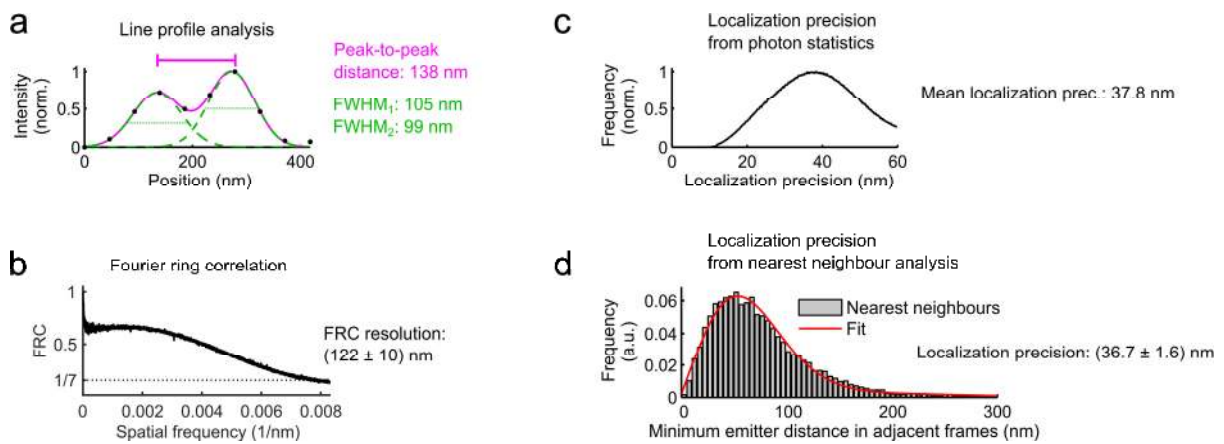 a
Line profile analysis
Peak-to-peak
distance: 138 nm
FWHM₁: 105 nm
FWHM₂: 99 nm
Intensity
(norm.)
1
0.5
0
0 200 400
Position (nm)
c
Localization precision
from photon statistics
Mean localization prec.: 37.8 nm
Frequency
(norm.)
1
0.5
0
0 20 40 60
Localization precision (nm)
b
Fourier ring correlation
FRC resolution:
(122 ± 10) nm
FRC
1
0.5
1/7
0 0.002 0.004 0.006 0.008
Spatial frequency (1/nm)
d
Localization precision
from nearest neighbour analysis
Nearest neighbours
Fit
Localization precision: (36.7 ± 1.6) nm
Frequency
(a.u.)
0.06
0.04
0.02
0
0 100 200 300
Minimum emitter distance in adjacent frames (nm)